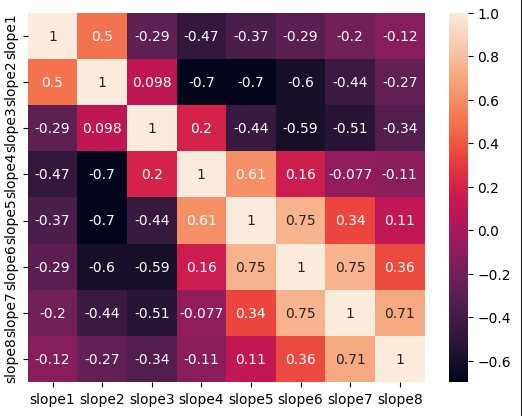 slope1 1 0.5 -0.29 -0.47 -0.37 -0.29 -0.2 -0.12
slope2 0.5 1 0.098 -0.7 -0.7 -0.6 -0.44 -0.27
slope3 -0.29 0.098 1 0.2 -0.44 -0.59 -0.51 -0.34
slope4 -0.47 -0.7 0.2 1 0.61 0.16 -0.077 -0.11
slope5 -0.37 -0.7 -0.44 0.61 1 0.75 0.34 0.11
slope6 -0.29 -0.6 -0.59 0.16 0.75 1 0.75 0.36
slope7 -0.2 -0.44 -0.51 -0.077 0.34 0.75 1 0.71
slope8 -0.12 -0.27 -0.34 -0.11 0.11 0.36 0.71 1
slope1 slope2 slope3 slope4 slope5 slope6 slope7 slope8
1.0
0.8
0.6
0.4
0.2
0.0
−0.2
−0.4
−0.6